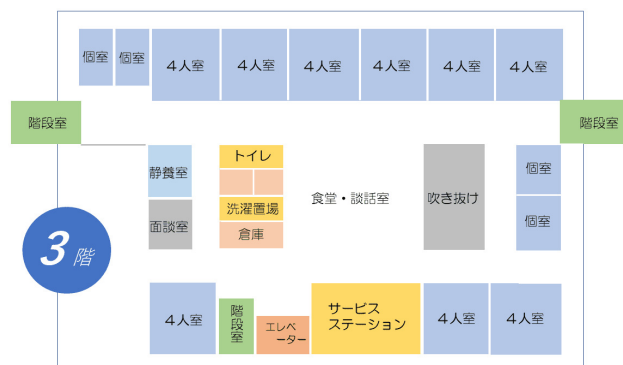 個室
個室
4人室
4人室
4人室
4人室
4人室
4人室
階段室
階段室
静養室
トイレ
面談室
洗濯置場
倉庫
食堂・談話室
吹き抜け
個室
個室
3階
4人室
階段室
エレベ
ーター
サービス
ステーション
4人室
4人室